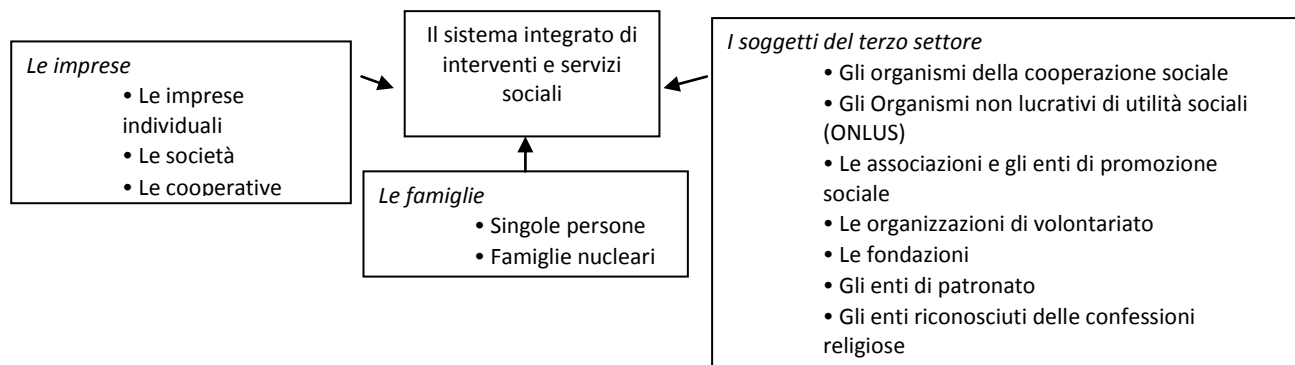 Le imprese
• Le imprese
individuali
• Le società
• Le cooperative
Il sistema integrato di
interventi e servizi
sociali
Le famiglie
• Singole persone
• Famiglie nucleari
I soggetti del terzo settore
• Gli organismi della cooperazione sociale
• Gli Organismi non lucrativi di utilità sociali
(ONLUS)
• Le associazioni e gli enti di promozione
sociale
• Le organizzazioni di volontariato
• Le fondazioni
• Gli enti di patronato
• Gli enti riconosciuti delle confessioni
religiose